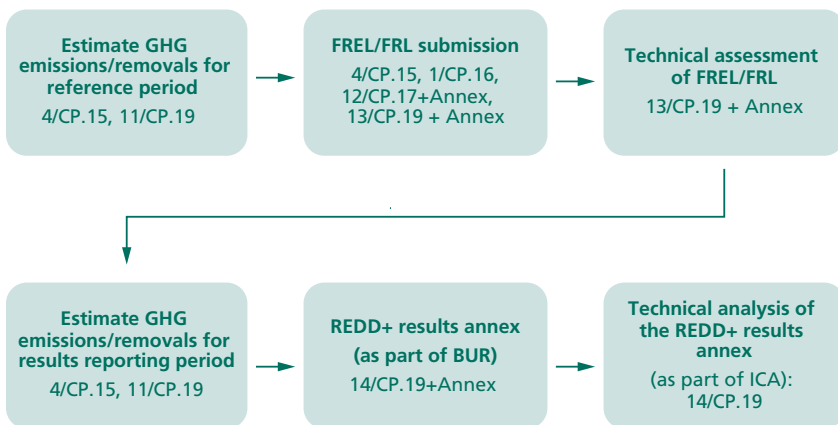 Estimate GHG
emissions/removals for
reference period
4/CP.15, 11/CP.19
FREL/FRL submission
4/CP.15, 1/CP.16,
12/CP.17+Annex,
13/CP.19 + Annex
Technical assessment
of FREL/FRL
13/CP.19 + Annex
Estimate GHG
emissions/removals for
results reporting period
4/CP.15, 11/CP.19
REDD+ results annex
(as part of BUR)
14/CP.19+Annex
Technical analysis of
the REDD+ results
annex
(as part of ICA):
14/CP.19